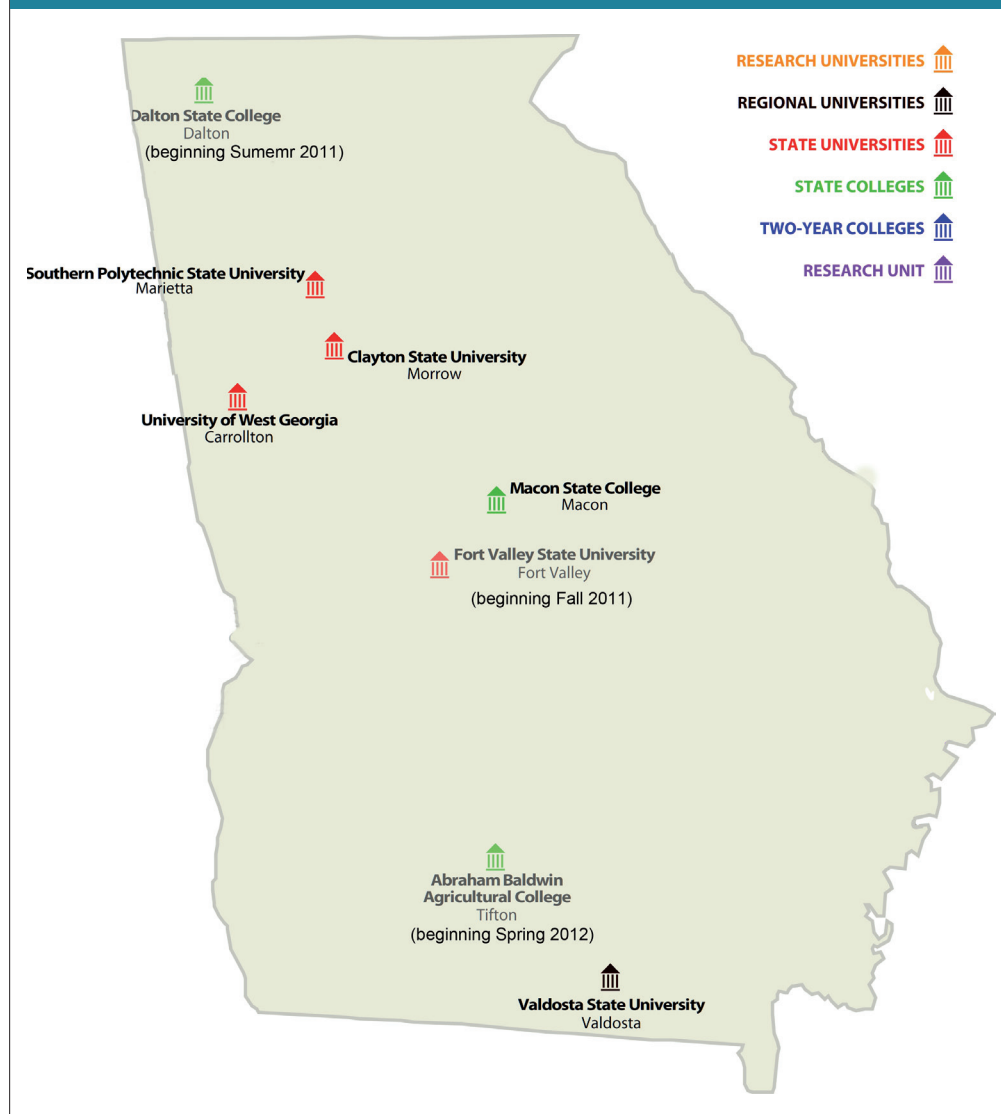 RESEARCH UNIVERSITIES
REGIONAL UNIVERSITIES
STATE UNIVERSITIES
STATE COLLEGES
TWO-YEAR COLLEGES
RESEARCH UNIT
Dalton State College
Dalton
(beginning Sumemr 2011)
Southern Polytechnic State University
Marietta
Clayton State University
Morrow
University of West Georgia
Carrollton
Macon State College
Macon
Fort Valley State University
Fort Valley
(beginning Fall 2011)
Abraham Baldwin
Agricultural College
Tifton
(beginning Spring 2012)
Valdosta State University
Valdosta